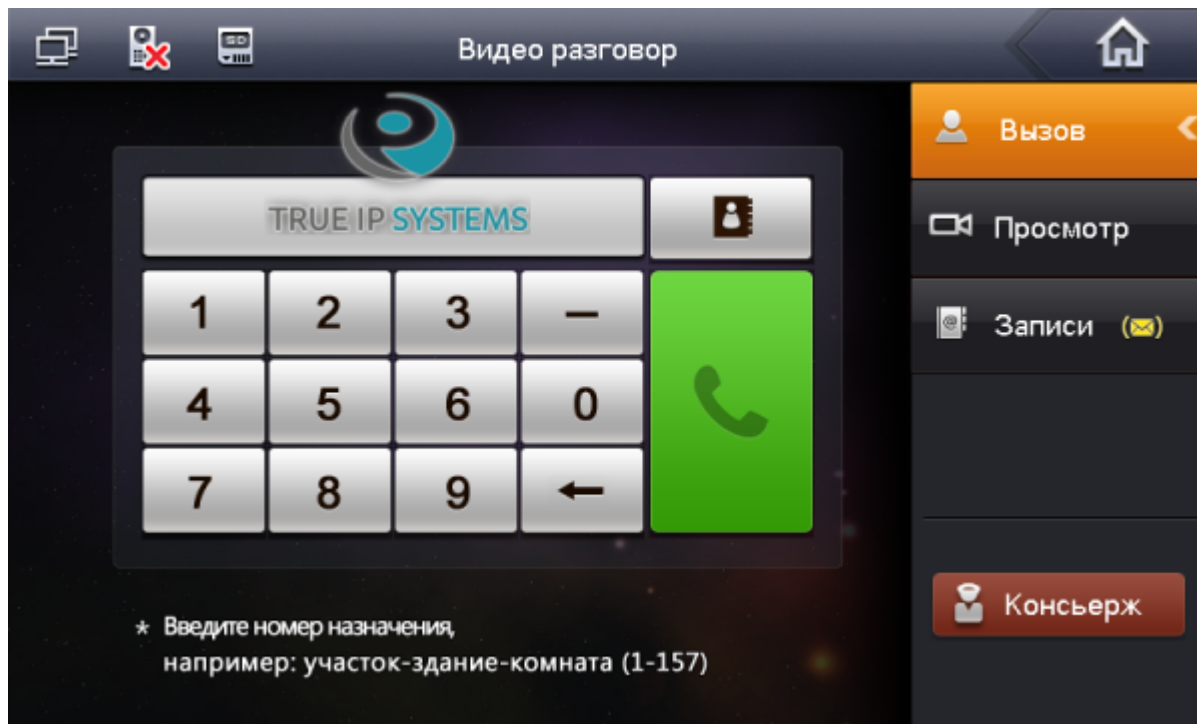 SD
Видео разговор
TRUE IP SYSTEMS
1 2 3 –
4 5 6 0
7 8 9 ←
* Введите номер назначения,
например: участок-здание-комната (1-157)
Вызов
Просмотр
Записи
Консьерж